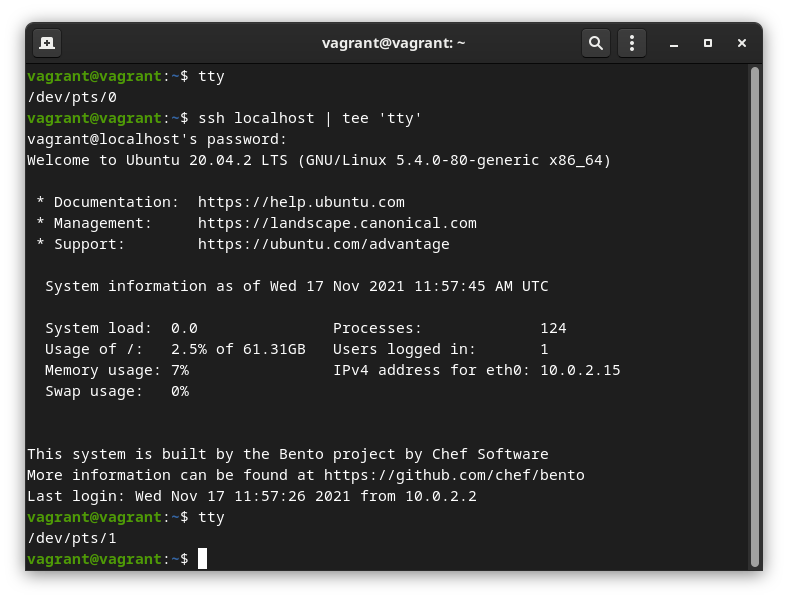 vagrant@vagrant: ~
vagrant@vagrant:~$ tty
/dev/pts/0
vagrant@vagrant:~$ ssh localhost | tee 'tty'
vagrant@localhost's password:
Welcome to Ubuntu 20.04.2 LTS (GNU/Linux 5.4.0-80-generic x86_64)
* Documentation:  https://help.ubuntu.com
* Management:     https://landscape.canonical.com
* Support:        https://ubuntu.com/advantage
System information as of Wed 17 Nov 2021 11:57:45 AM UTC
System load:  0.0               Processes:             124
Usage of /:   2.5% of 61.31GB   Users logged in:       1
Memory usage: 7%                IPv4 address for eth0: 10.0.2.15
Swap usage:   0%
This system is built by the Bento project by Chef Software
More information can be found at https://github.com/chef/bento
Last login: Wed Nov 17 11:57:26 2021 from 10.0.2.2
vagrant@vagrant:~$ tty
/dev/pts/1
vagrant@vagrant:~$